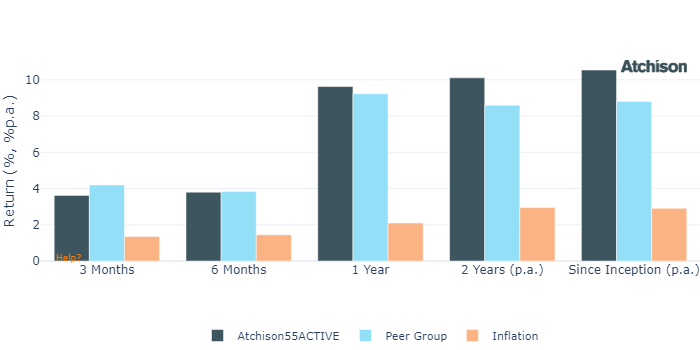 Atchison
Return (%, %p.a.)
10
8
6
4
2
0
Help?
3 Months
6 Months
1 Year
2 Years (p.a.)
Since Inception (p.a.)
Atchison55ACTIVE
Peer Group
Inflation